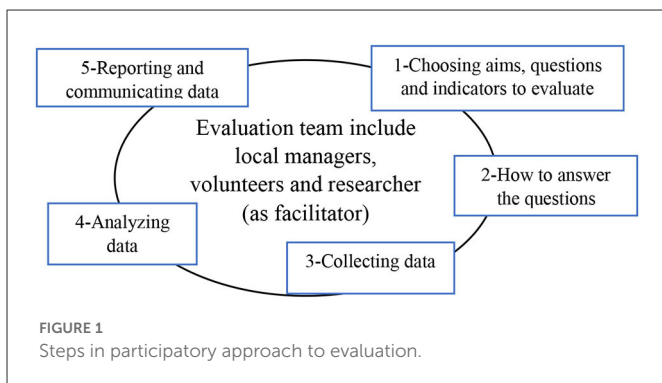 5-Reporting and
communicating data
1-Choosing aims, questions
and indicators to evaluate
Evaluation team include
local managers,
volunteers and researcher
(as facilitator)
2-How to answer
the questions
4-Analyzing
data
3-Collecting data
FIGURE 1
Steps in participatory approach to evaluation.